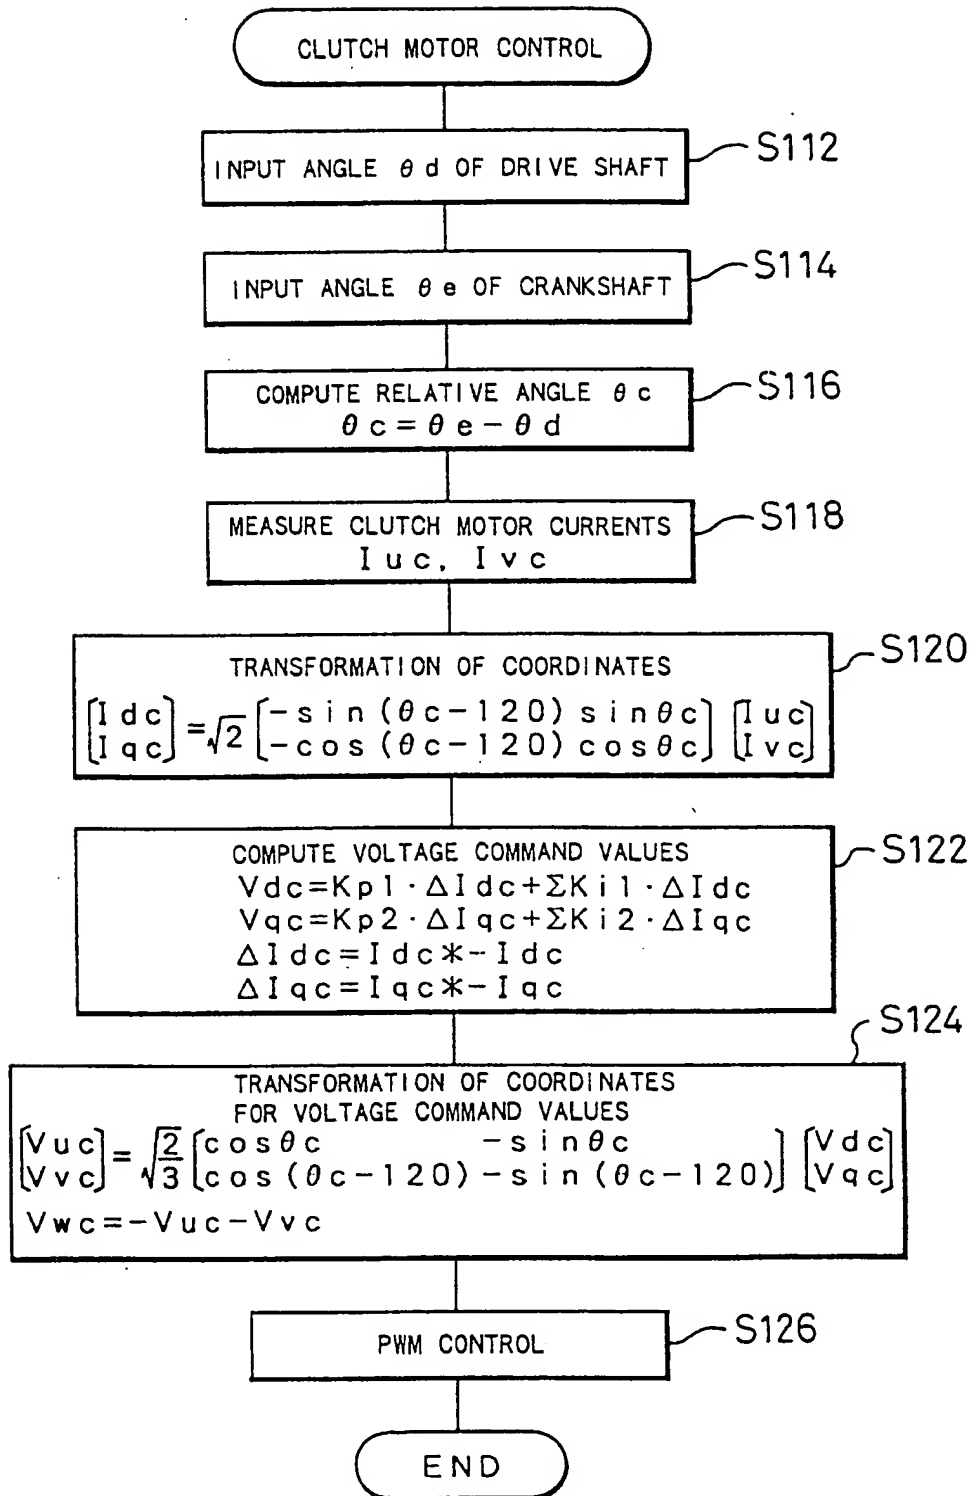 CLUTCH MOTOR CONTROL
INPUT ANGLE θd OF DRIVE SHAFT
S112
INPUT ANGLE θe OF CRANKSHAFT
S114
COMPUTE RELATIVE ANGLE θc
θc=θe-θd
S116
MEASURE CLUTCH MOTOR CURRENTS
Iuc, Ivc
S118
TRANSFORMATION OF COORDINATES
[Idc] =√2 [-sin(θc-120) sinθc] [Iuc]
[Iqc] [-cos(θc-120) cosθc] [Ivc]
S120
COMPUTE VOLTAGE COMMAND VALUES
Vdc=Kp1·ΔIdc+ΣKi1·ΔIdc
Vqc=Kp2·ΔIqc+ΣKi2·ΔIqc
ΔIdc=Idc*-Idc
ΔIqc=Iqc*-Iqc
S122
S124
TRANSFORMATION OF COORDINATES
FOR VOLTAGE COMMAND VALUES
[Vuc] = √2/3 [cosθc -sinθc] [Vdc]
[Vvc] [cos(θc-120)-sin(θc-120)] [Vqc]
Vwc=-Vuc-Vvc
PWM CONTROL
S126
END